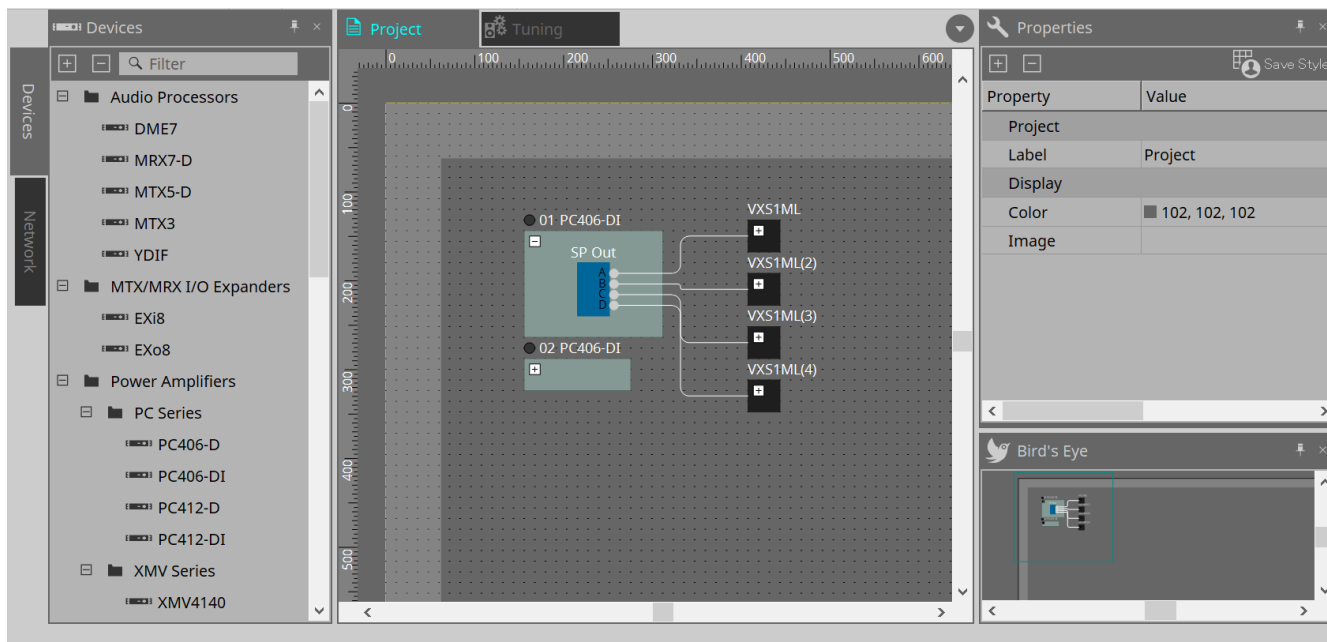 Devices
Network
Devices
Filter
Audio Processors
DME7
MRX7-D
MTX5-D
MTX3
YDIF
MTX/MRX I/O Expanders
EXi8
EXo8
Power Amplifiers
PC Series
PC406-D
PC406-DI
PC412-D
PC412-DI
XMV Series
XMV4140
Project
Tuning
0 100 200 300 400 500 600
0
100
200
300
400
500
01 PC406-DI
SP Out
A
B
C
D
02 PC406-DI
VXS1ML
VXS1ML(2)
VXS1ML(3)
VXS1ML(4)
Properties
Save Style
Property Value
Project
Label Project
Display
Color 102, 102, 102
Image
Bird's Eye